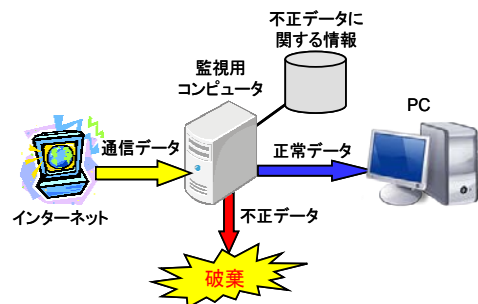 不正データに
関する情報
監視用
コンピュータ
PC
通信データ
正常データ
インターネット
不正データ
破棄